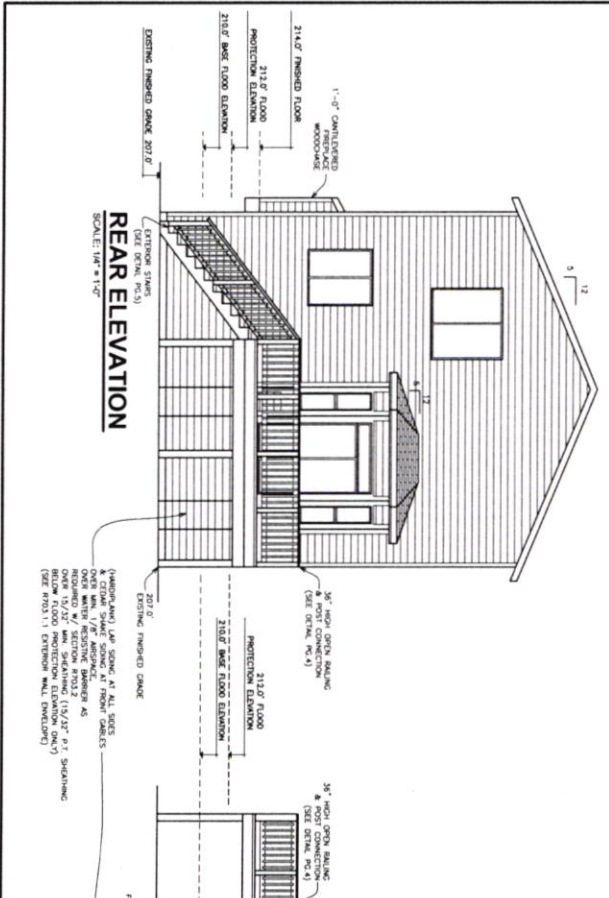 214.0' FINISHED FLOOR
212.0' FLOOD
PROTECTION ELEVATION
210.0' BASE FLOOD ELEVATION
EXISTING FINISHED GRADE 207.0'
1'-0" CANTILEVERED
FIREPLACE
WOODCHASE
5
12
6
12
EXTERIOR STAIRS
(SEE DETAIL PG.5)
REAR ELEVATION
SCALE: 1/4" = 1'-0"
36" HIGH OPEN RAILING
& POST CONNECTION
(SEE DETAIL PG.4)
212.0' FLOOD
PROTECTION ELEVATION
210.0' BASE FLOOD ELEVATION
207.0'
EXISTING FINISHED GRADE
(HARDIPLANK) LAP SIDING AT ALL SIDES
& CEDAR SHAKE SIDING AT FRONT GABLES
OVER MIN. 1/8" AIRSPACE
OVER WATER RESISTIVE BARRIER AS
REQUIRED W/ SECTION R703.2
OVER 15/32" MIN. SHEATHING (15/32" P.T. SHEATHING
BELOW FLOOD PROTECTION ELEVATION ONLY)
(SEE R703.1.1 EXTERIOR WALL ENVELOPE)
36" HIGH OPEN RAILING
& POST CONNECTION
(SEE DETAIL PG.4)